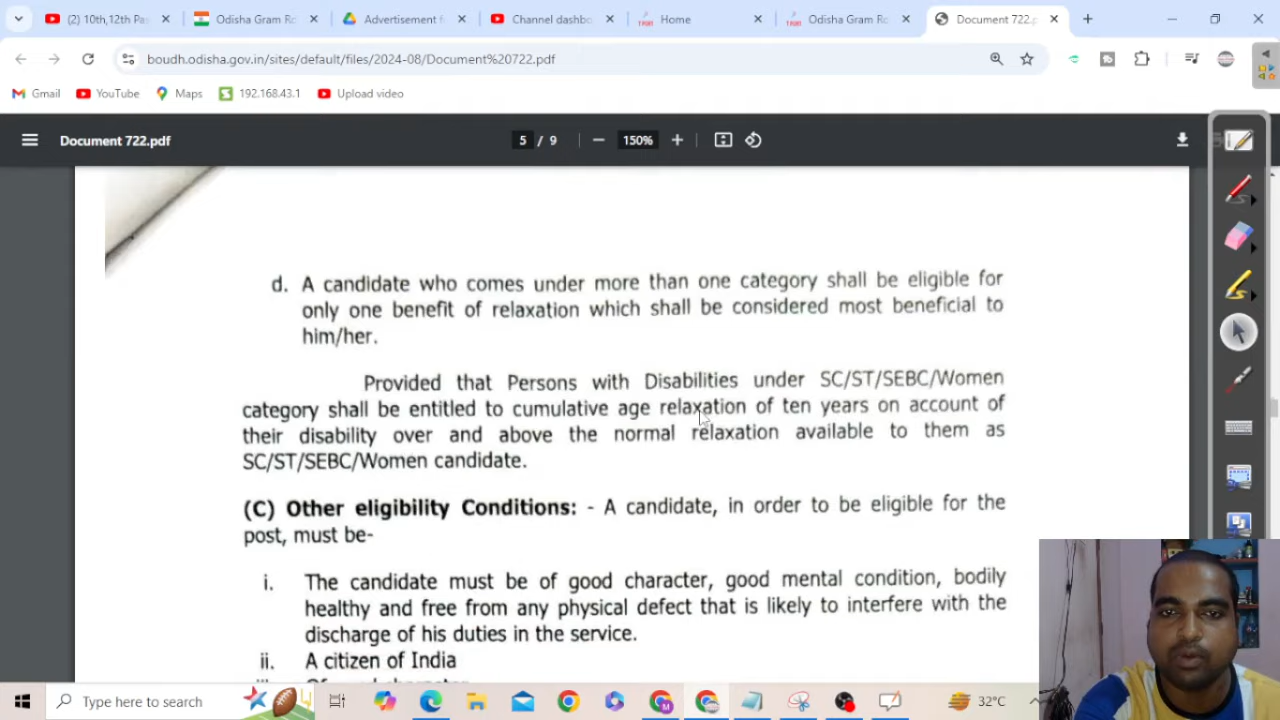 (2) 10th,12th Pas
Odisha Gram Ro
Advertisement f
Channel dashbo
Home
Odisha Gram Ro
Document 722.p
boudh.odisha.gov.in/sites/default/files/2024-08/Document%20722.pdf
Gmail
YouTube
Maps
192.168.43.1
Upload video
Document 722.pdf
5 / 9
150%
d. A candidate who comes under more than one category shall be eligible for
only one benefit of relaxation which shall be considered most beneficial to
him/her.
Provided that Persons with Disabilities under SC/ST/SEBC/Women
category shall be entitled to cumulative age relaxation of ten years on account of
their disability over and above the normal relaxation available to them as
SC/ST/SEBC/Women candidate.
(C) Other eligibility Conditions: - A candidate, in order to be eligible for the
post, must be-
i. The candidate must be of good character, good mental condition, bodily
healthy and free from any physical defect that is likely to interfere with the
discharge of his duties in the service.
ii. A citizen of India
Type here to search
32°C